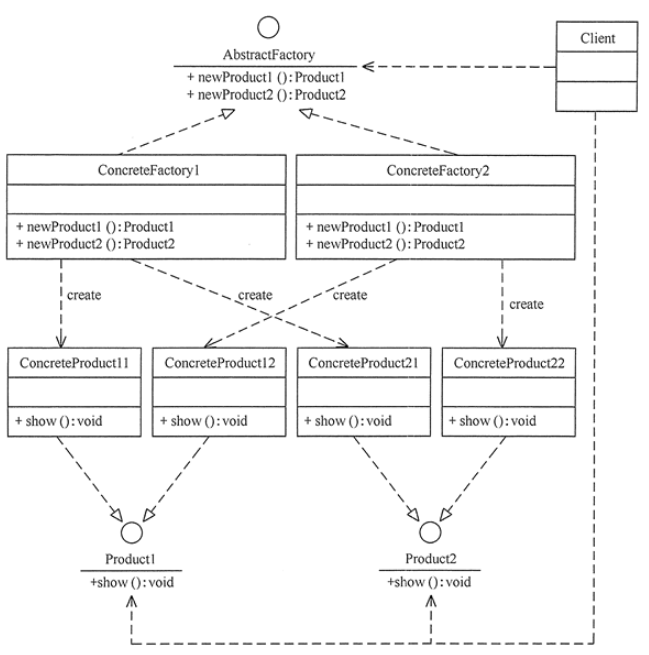 AbstractFactory
+ newProduct1 (): Product1
+ newProduct2 (): Product2
Client
ConcreteFactory1
+ newProduct1 (): Product1
+ newProduct2 (): Product2
ConcreteFactory2
+ newProduct1 (): Product1
+ newProduct2 (): Product2
create
create
create
create
ConcreteProduct11
+ show (): void
ConcreteProduct12
+ show (): void
ConcreteProduct21
+ show (): void
ConcreteProduct22
+ show (): void
Product1
+show (): void
Product2
+show (): void